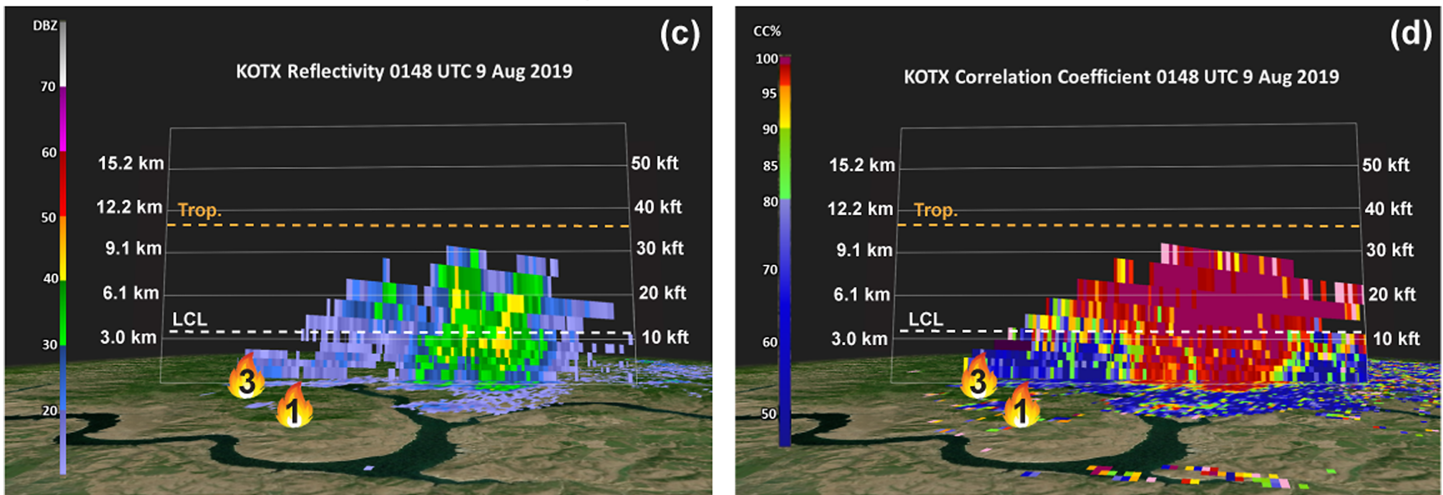 DBZ
(c)
KOTX Reflectivity 0148 UTC 9 Aug 2019
70
60
50
40
30
20
15.2 km
50 kft
12.2 km
Trop.
40 kft
9.1 km
30 kft
6.1 km
20 kft
LCL
3.0 km
10 kft
3
1
CC%
(d)
KOTX Correlation Coefficient 0148 UTC 9 Aug 2019
100
95
90
85
80
70
60
50
15.2 km
50 kft
12.2 km
Trop.
40 kft
9.1 km
30 kft
6.1 km
20 kft
LCL
3.0 km
10 kft
3
1